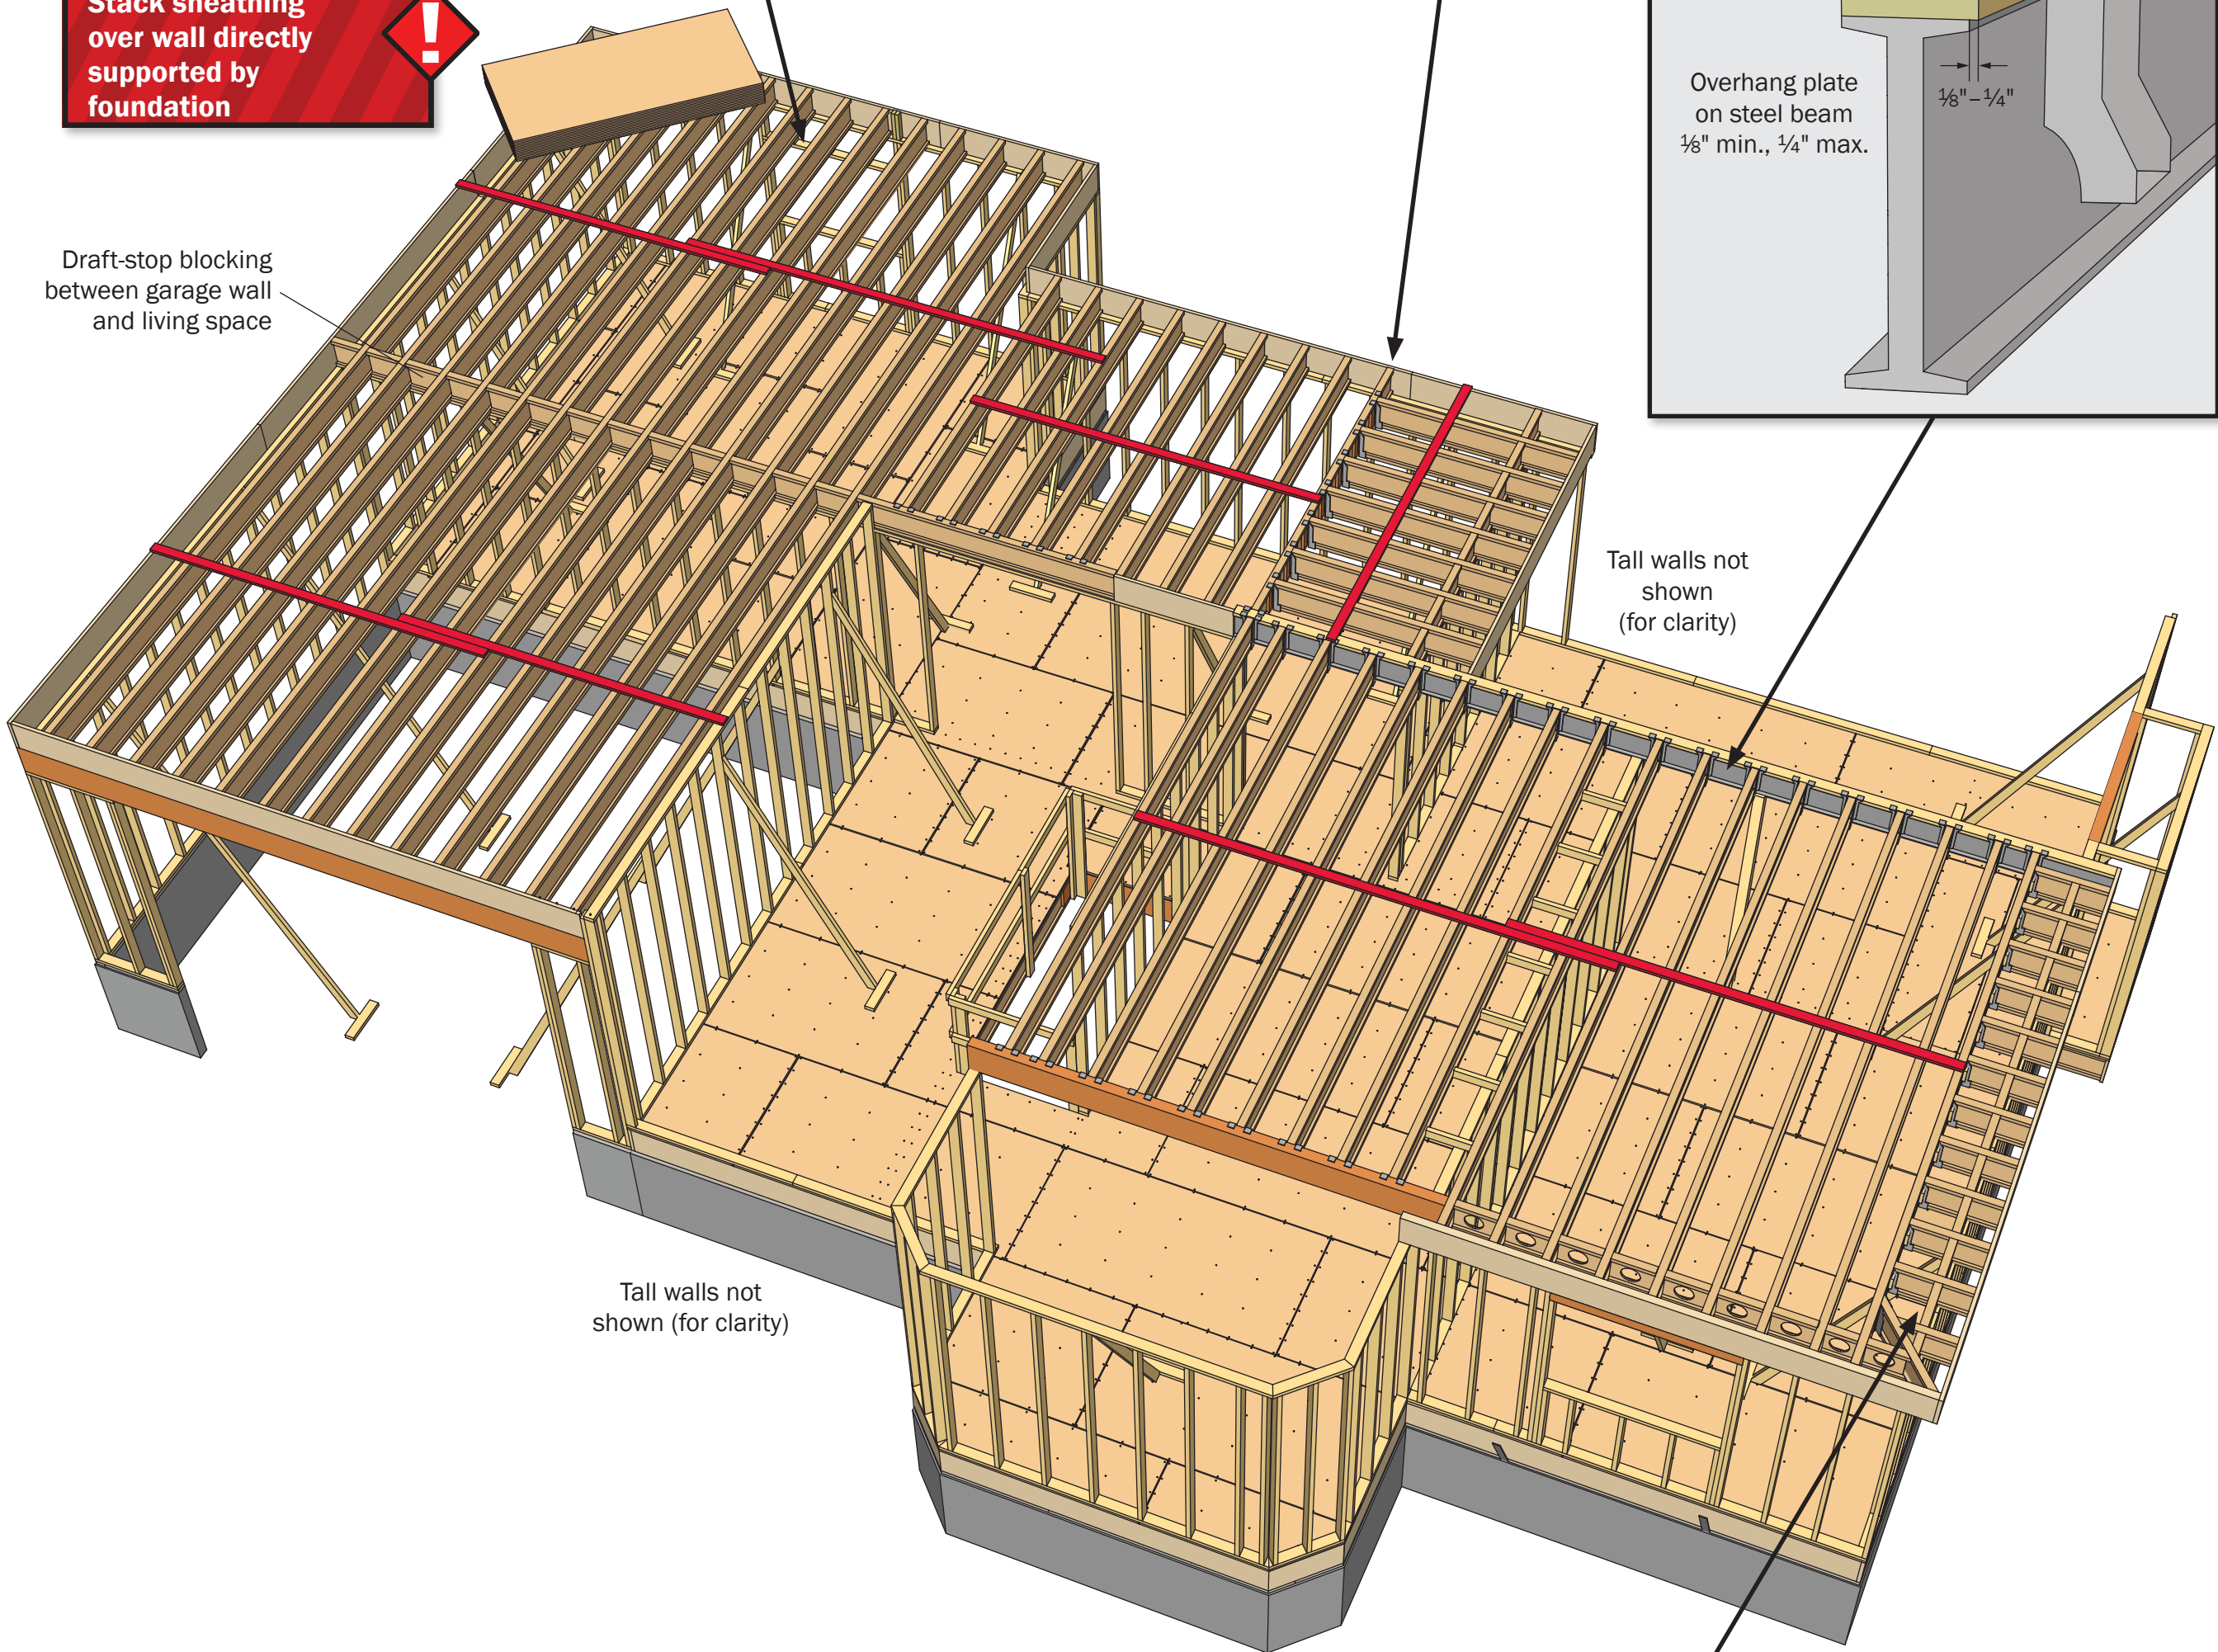 Stack sheathing
over wall directly
supported by
foundation
!
Overhang plate
on steel beam
⅛" min., ¼" max.
⅛"–¼"
Draft-stop blocking
between garage wall
and living space
Tall walls not
shown
(for clarity)
Tall walls not
shown (for clarity)